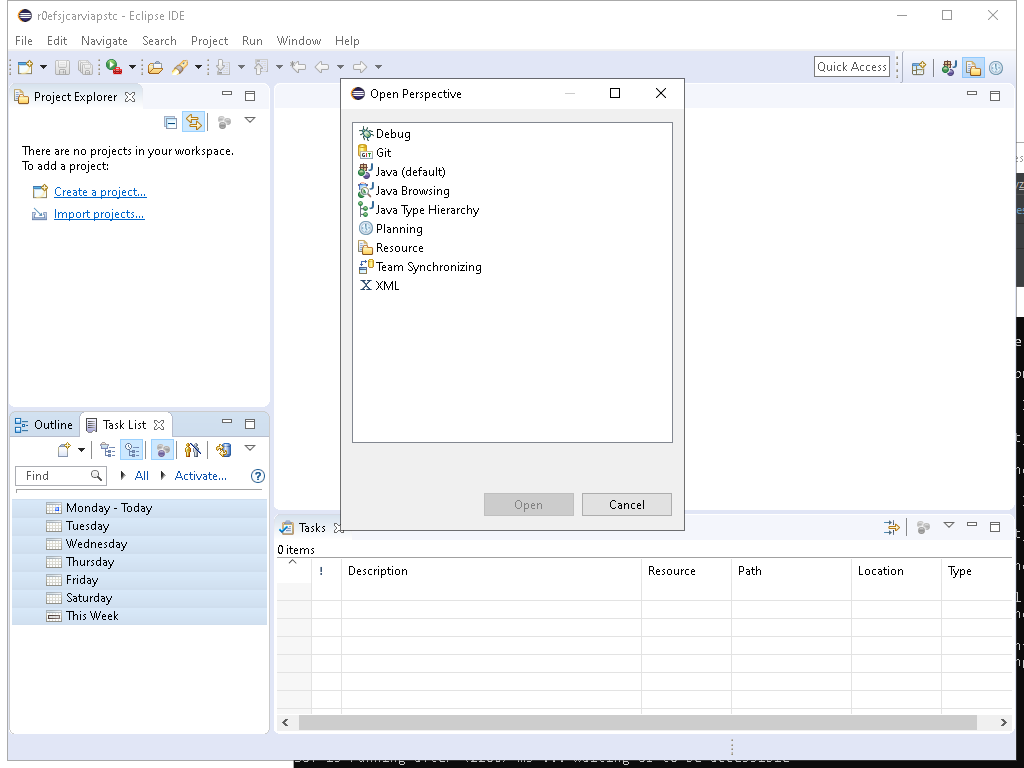 r0efsjcarviapstc - Eclipse IDE
File Edit Navigate Search Project Run Window Help
Quick Access
Project Explorer
There are no projects in your workspace.
To add a project:
Create a project...
Import projects...
Open Perspective
Debug
GIT Git
Java (default)
Java Browsing
Java Type Hierarchy
Planning
Resource
Team Synchronizing
X XML
Open Cancel
Outline Task List
Find All Activate... ?
Monday - Today
Tuesday
Wednesday
Thursday
Friday
Saturday
This Week
Tasks
0 items
! Description Resource Path Location Type